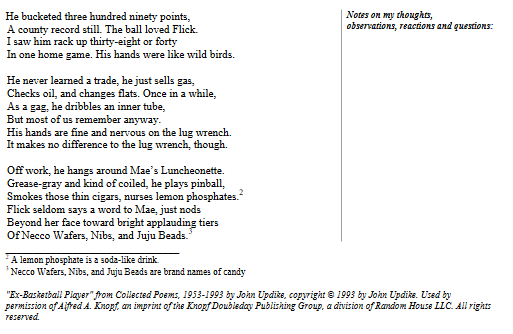 He bucketed three hundred ninety points,
A county record still. The ball loved Flick.
I saw him rack up thirty-eight or forty
In one home game. His hands were like wild birds.
He never learned a trade, he just sells gas,
Checks oil, and changes flats. Once in a while,
As a gag, he dribbles an inner tube,
But most of us remember anyway.
His hands are fine and nervous on the lug wrench.
It makes no difference to the lug wrench, though.
Off work, he hangs around Mae's Luncheonette.
Grease-gray and kind of coiled, he plays pinball,
Smokes those thin cigars, nurses lemon phosphates.2
Flick seldom says a word to Mae, just nods
Beyond her face toward bright applauding tiers
Of Necco Wafers, Nibs, and Juju Beads.3
Notes on my thoughts,
observations, reactions and questions:
2 A lemon phosphate is a soda-like drink.
3 Necco Wafers, Nibs, and Juju Beads are brand names of candy
"Ex-Basketball Player" from Collected Poems, 1953-1993 by John Updike, copyright © 1993 by John Updike. Used by
permission of Alfred A. Knopf, an imprint of the Knopf Doubleday Publishing Group, a division of Random House LLC. All rights
reserved.